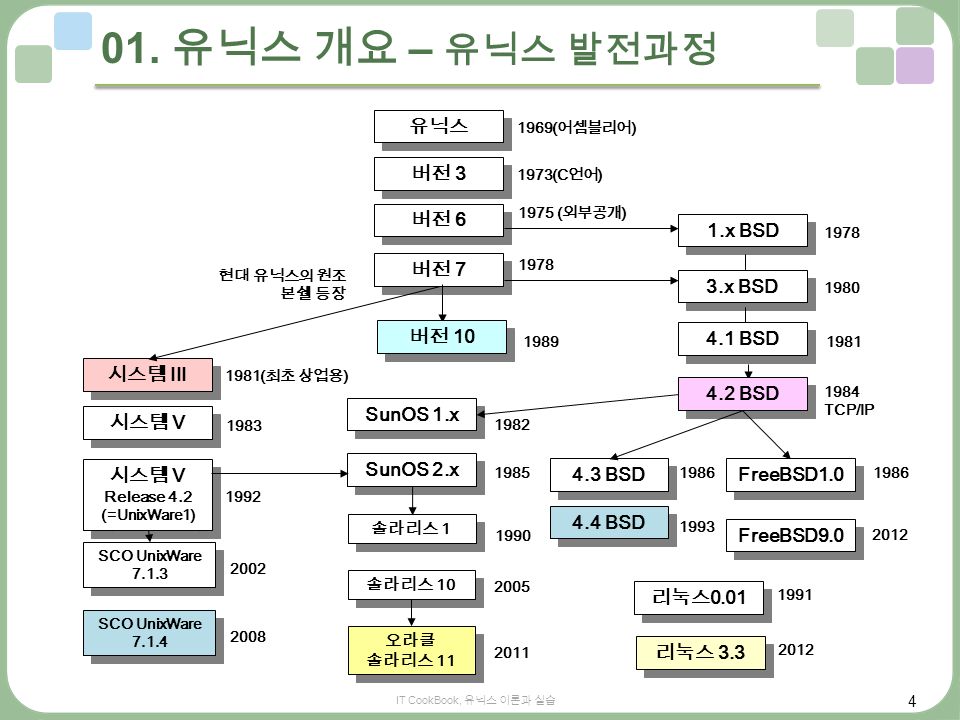 01. 유닉스 개요 – 유닉스 발전과정
유닉스
1969(어셈블리어)
버전 3
1973(C언어)
버전 6
1975 (외부공개)
1.x BSD
1978
버전 7
1978
현대 유닉스의 원조
본쉘 등장
3.x BSD
1980
버전 10
1989
4.1 BSD
1981
시스템 III
1981(최초 상업용)
4.2 BSD
1984
TCP/IP
시스템 V
1983
SunOS 1.x
1982
시스템 V
Release 4.2
(=UnixWare1)
1992
SunOS 2.x
1985
4.3 BSD
1986
FreeBSD1.0
1986
솔라리스 1
1990
4.4 BSD
1993
FreeBSD9.0
2012
SCO UnixWare
7.1.3
2002
솔라리스 10
2005
리눅스0.01
1991
SCO UnixWare
7.1.4
2008
오라클
솔라리스 11
2011
리눅스 3.3
2012
IT CookBook, 유닉스 이론과 실습
4